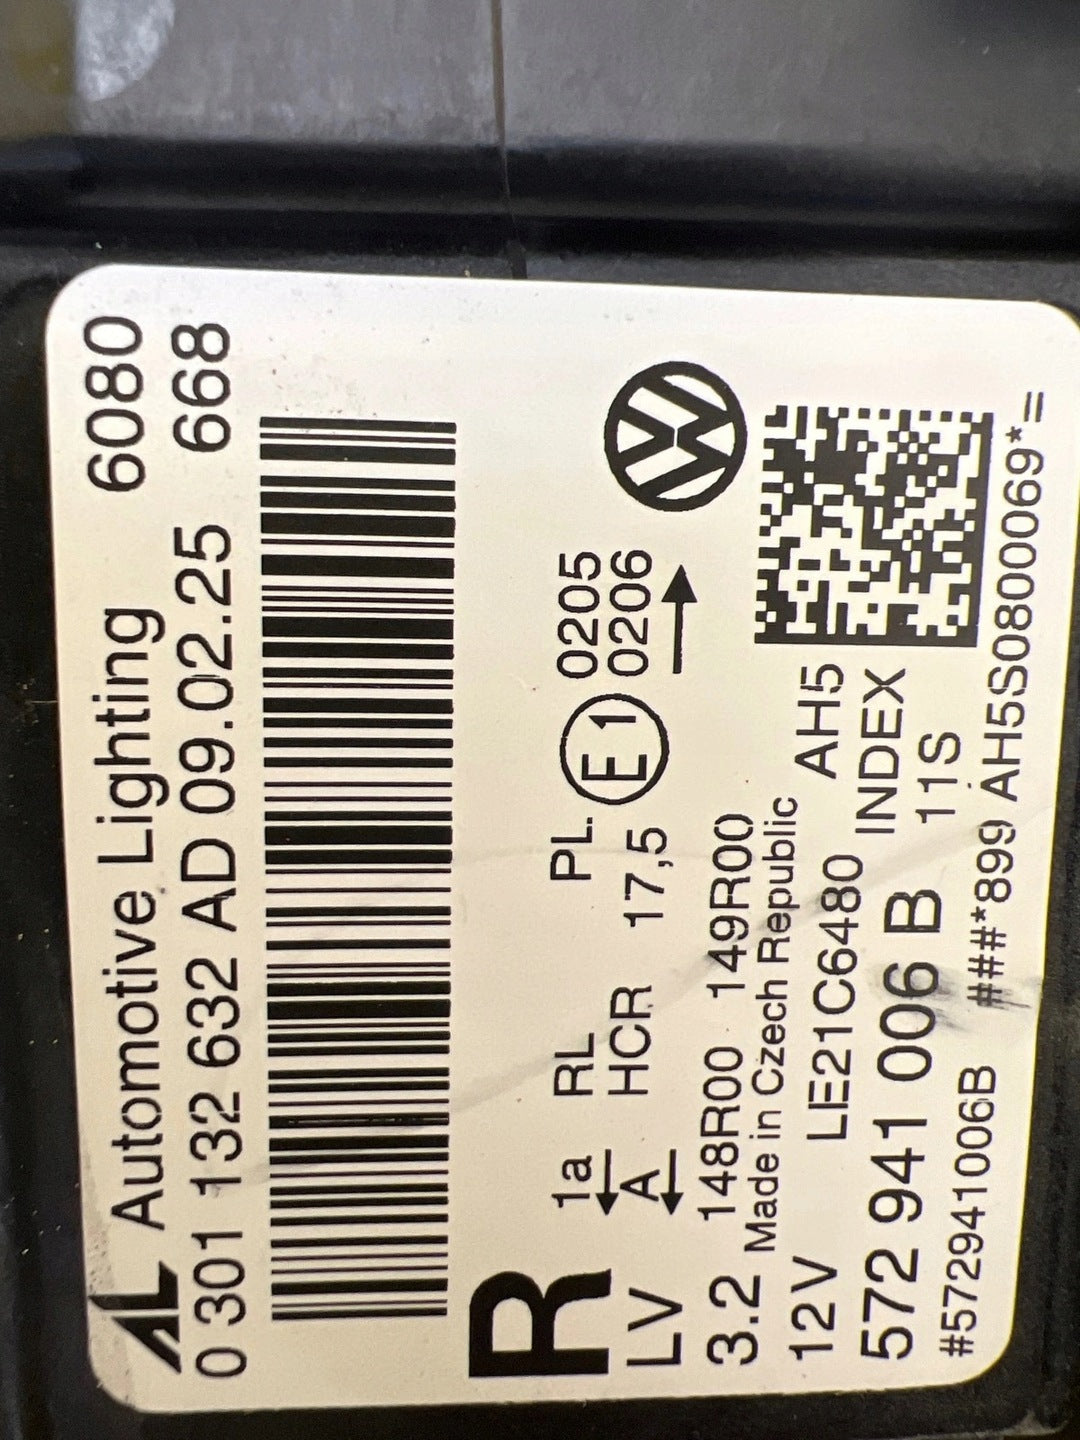 AL Automotive Lighting 6080
0 301 132 632 AD 09.02.25 668
R 1a RL PL. E1 0205
LV A HCR 17,5 0206
3.2 148R00 149R00
Made in Czech Republic
12V LE21C6480 AH5
572 941 006 B INDEX
11S
#572941006B ###*899 AH5S0800069*=